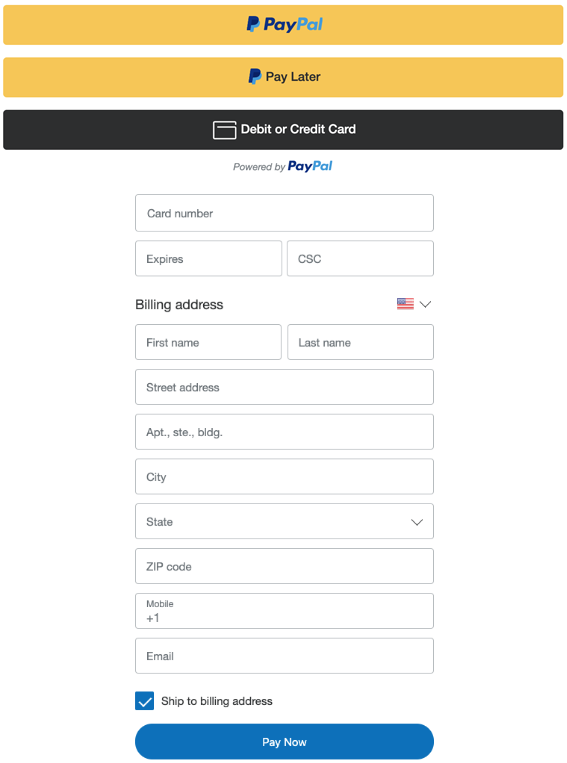 PayPal
Pay Later
Debit or Credit Card
Powered by PayPal
Card number
Expires CSC
Billing address
First name Last name
Street address
Apt., ste., bldg.
City
State
ZIP code
Mobile
+1
Email
Ship to billing address
Pay Now